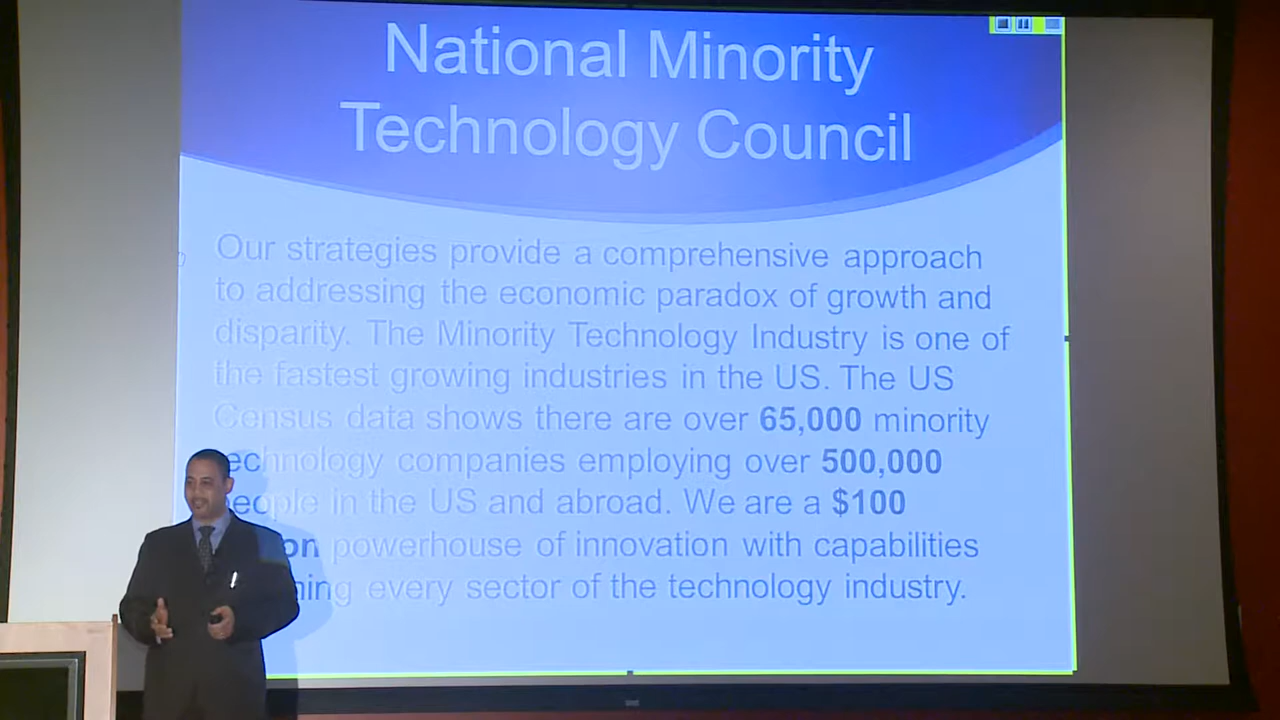 National Minority
Technology Council
Our strategies provide a comprehensive approach
to addressing the economic paradox of growth and
disparity. The Minority Technology Industry is one of
the fastest growing industries in the US. The US
Census data shows there are over 65,000 minority
technology companies employing over 500,000
people in the US and abroad. We are a $100
powerhouse of innovation with capabilities
every sector of the technology industry.